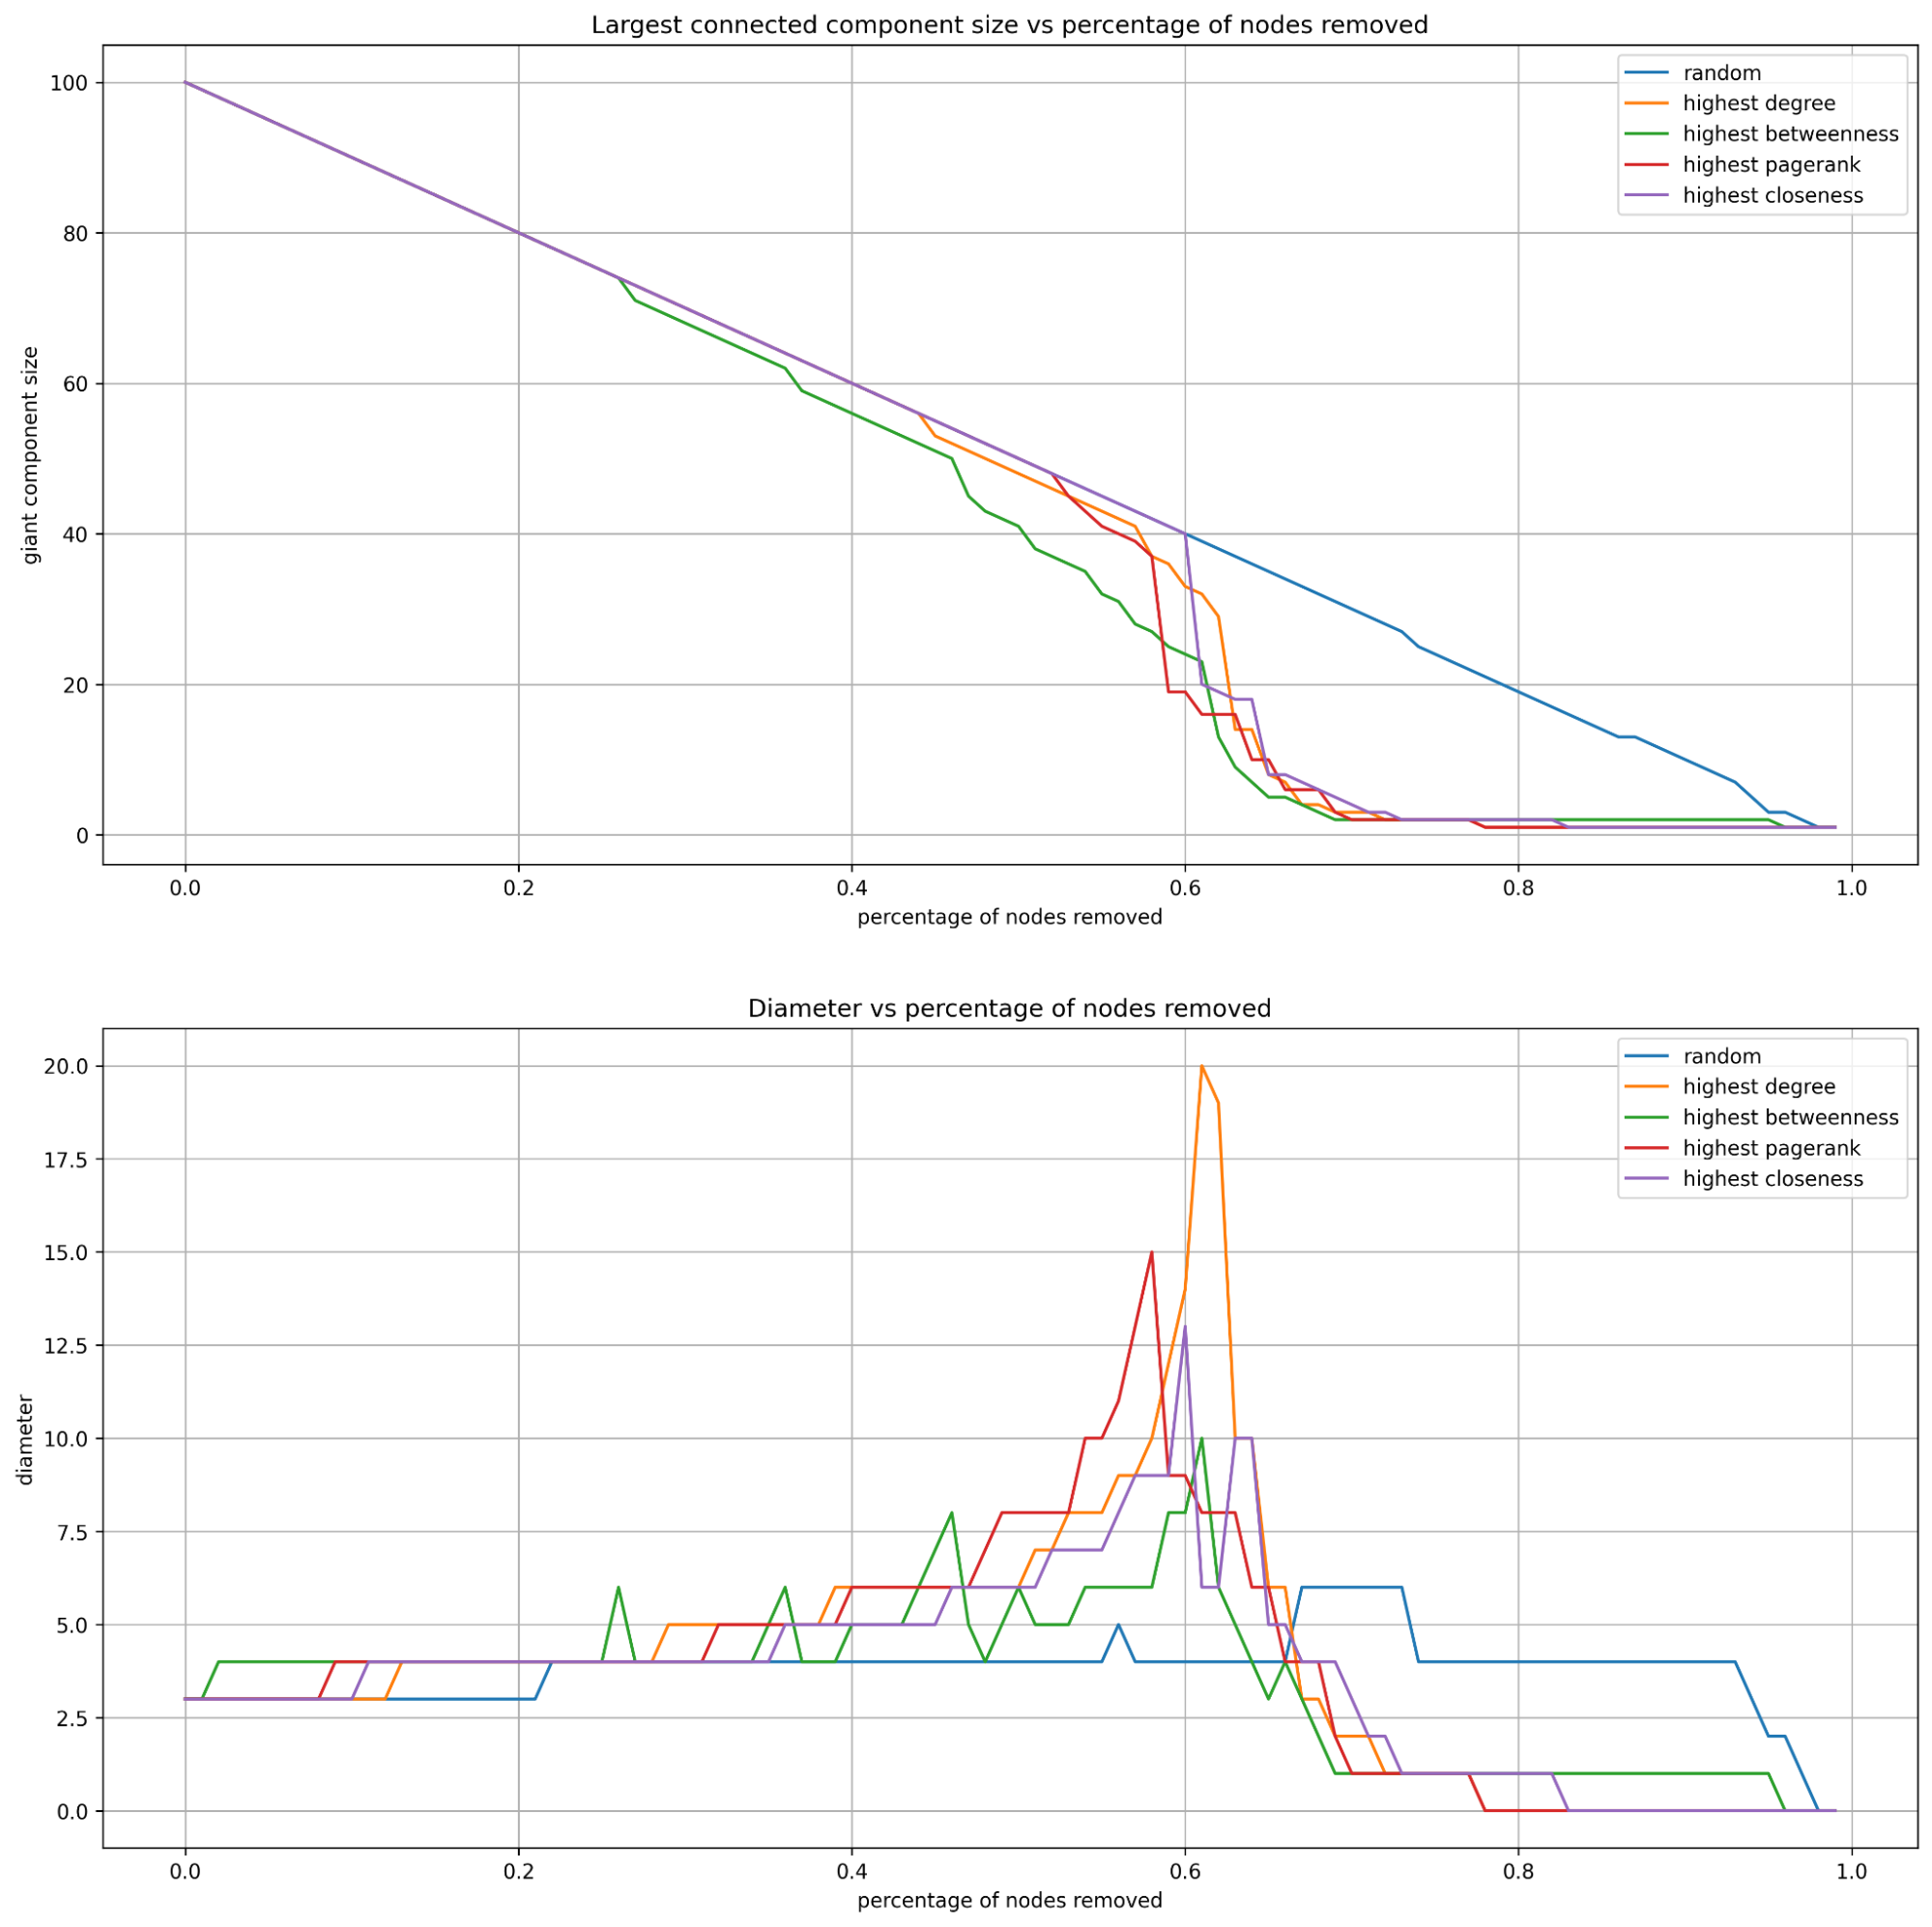 Largest connected component size vs percentage of nodes removed
100
80
60
40
20
0
giant component size
random
highest degree
highest betweenness
highest pagerank
highest closeness
0.0 0.2 0.4 0.6 0.8 1.0
percentage of nodes removed
Diameter vs percentage of nodes removed
20.0
17.5
15.0
12.5
10.0
7.5
5.0
2.5
0.0
diameter
random
highest degree
highest betweenness
highest pagerank
highest closeness
0.0 0.2 0.4 0.6 0.8 1.0
percentage of nodes removed